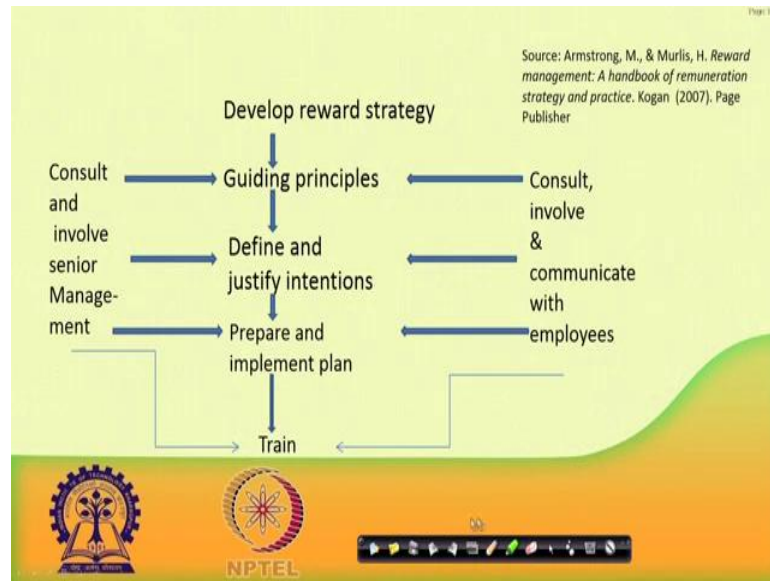 Source: Armstrong, M., & Murlis, H. Reward
management: A handbook of remuneration
strategy and practice. Kogan (2007). Page
Publisher
Develop reward strategy
Consult
and
involve
senior
Manage-
ment
Guiding principles
Define and
justify intentions
Prepare and
implement plan
Train
Consult,
involve
&
communicate
with
employees
NPTEL